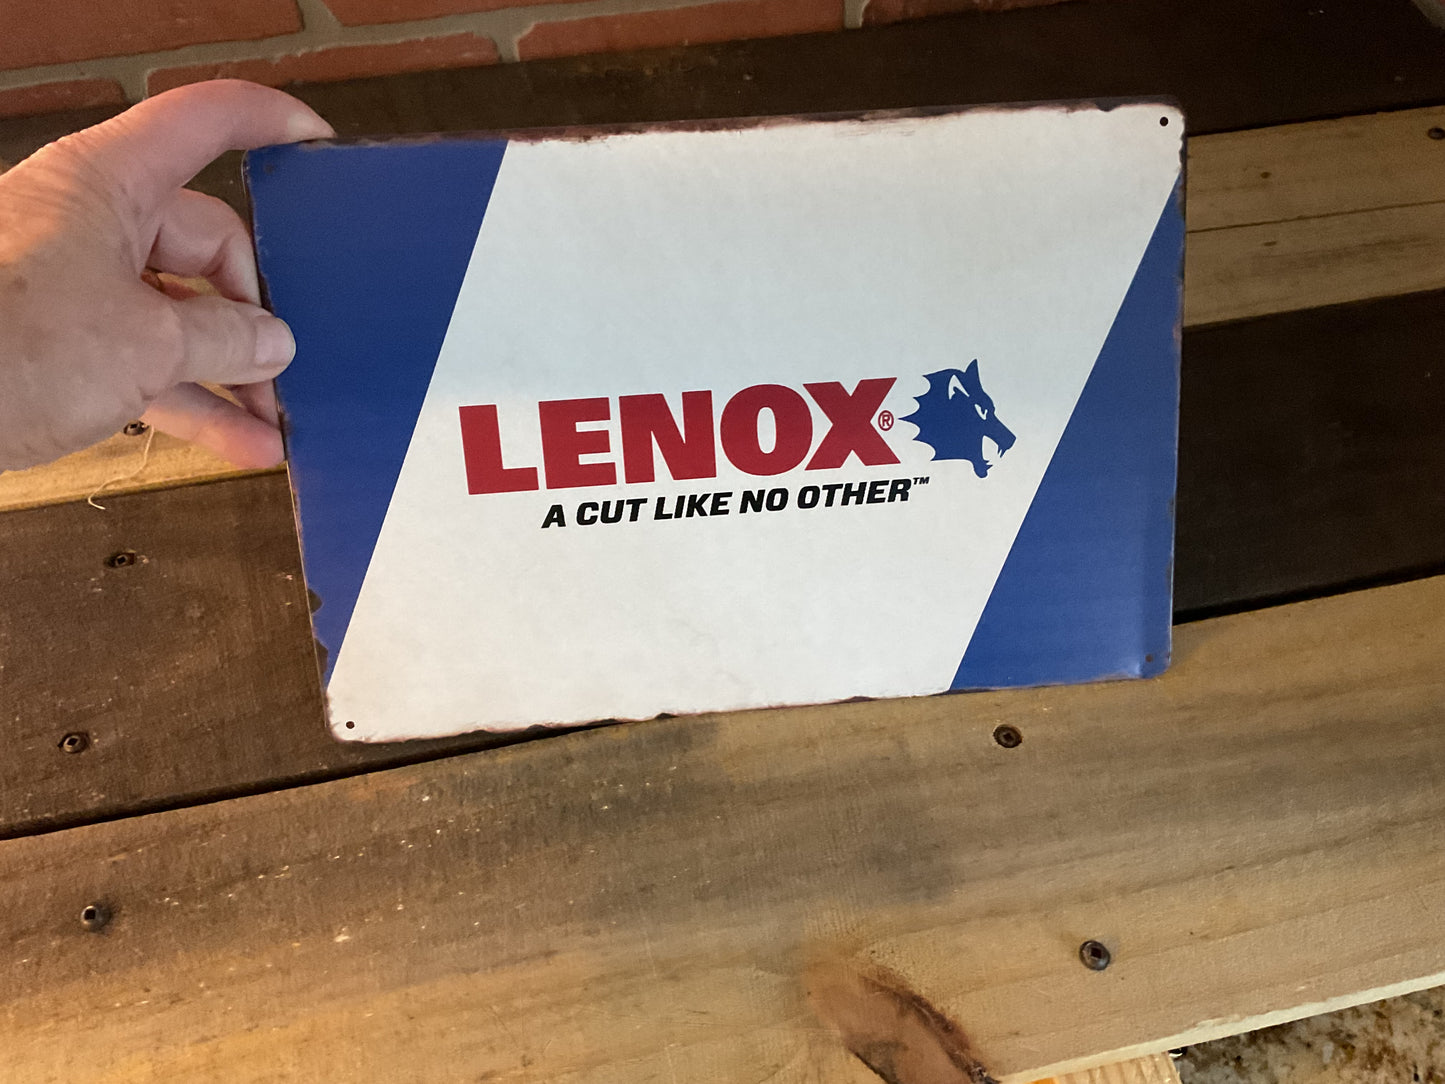 LENOX®
A CUT LIKE NO OTHER™